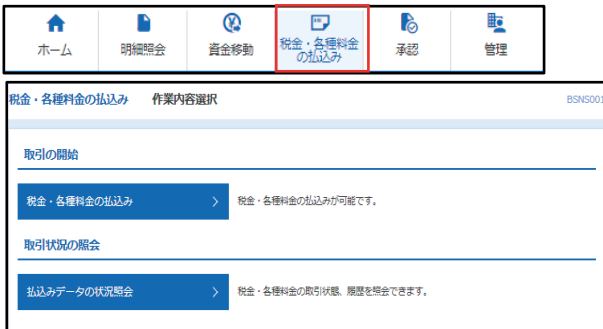 ホーム
明細照会
資金移動
税金・各種料金
の払込み
承認
管理
税金・各種料金の払込み 作業内容選択 BSNS001
取引の開始
税金・各種料金の払込み 税金・各種料金の払込みが可能です。
取引状況の照会
払込みデータの状況照会 税金・各種料金の取引状態、履歴を照会できます。